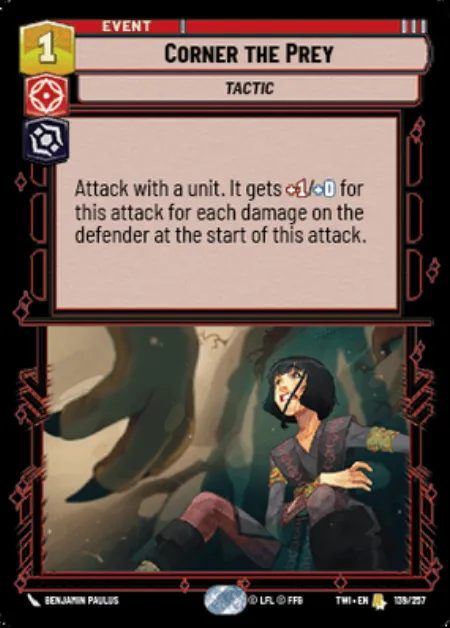 EVENT
1
CORNER THE PREY
TACTIC
Attack with a unit. It gets +1/+0 for
this attack for each damage on the
defender at the start of this attack.
BENJAMIN PAULUS
© LFL © FFG
TWI • EN
139/257